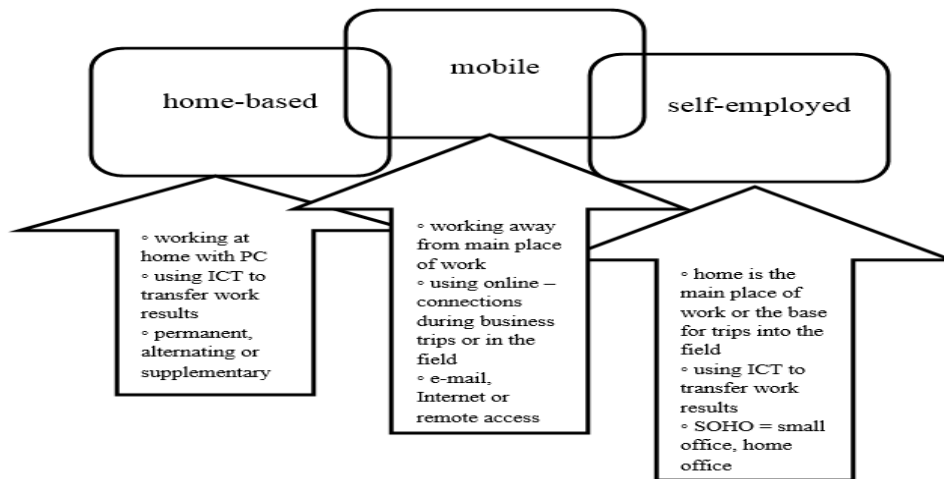 home-based
mobile
self-employed
◦ working at
home with PC
◦ using ICT to
transfer work
results
◦ permanent,
alternating or
supplementary
◦ working away
from main place
of work
◦ using online –
connections
during business
trips or in the
field
◦ e-mail,
Internet or
remote access
◦ home is the
main place of
work or the base
for trips into the
field
◦ using ICT to
transfer work
results
◦ SOHO = small
office, home
office